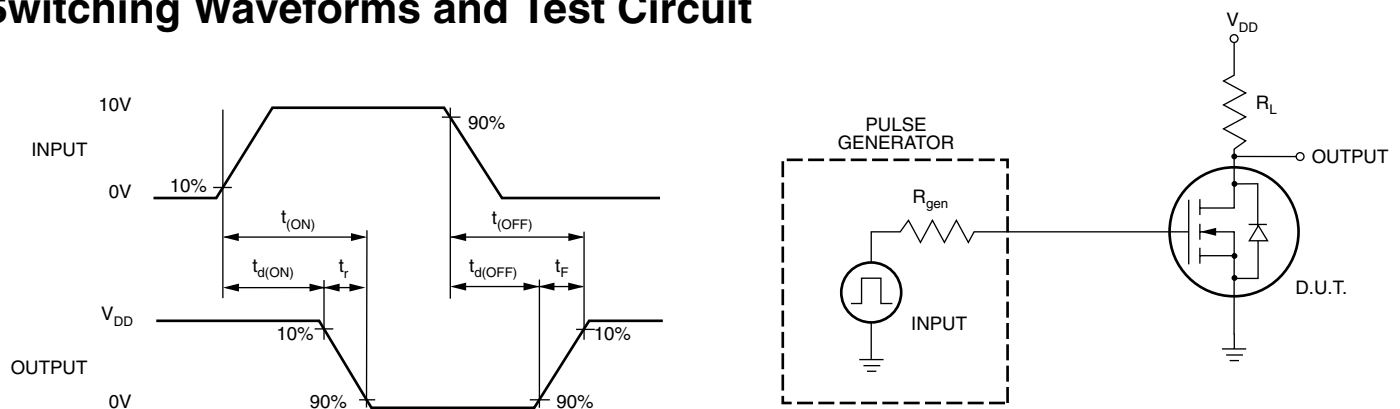 Switching Waveforms and Test Circuit
10V
INPUT
0V
10%
90%
t(ON)
t(OFF)
td(ON)
tr
td(OFF)
tF
VDD
OUTPUT
0V
10%
90%
10%
90%
PULSE
GENERATOR
Rgen
INPUT
VDD
RL
OUTPUT
D.U.T.